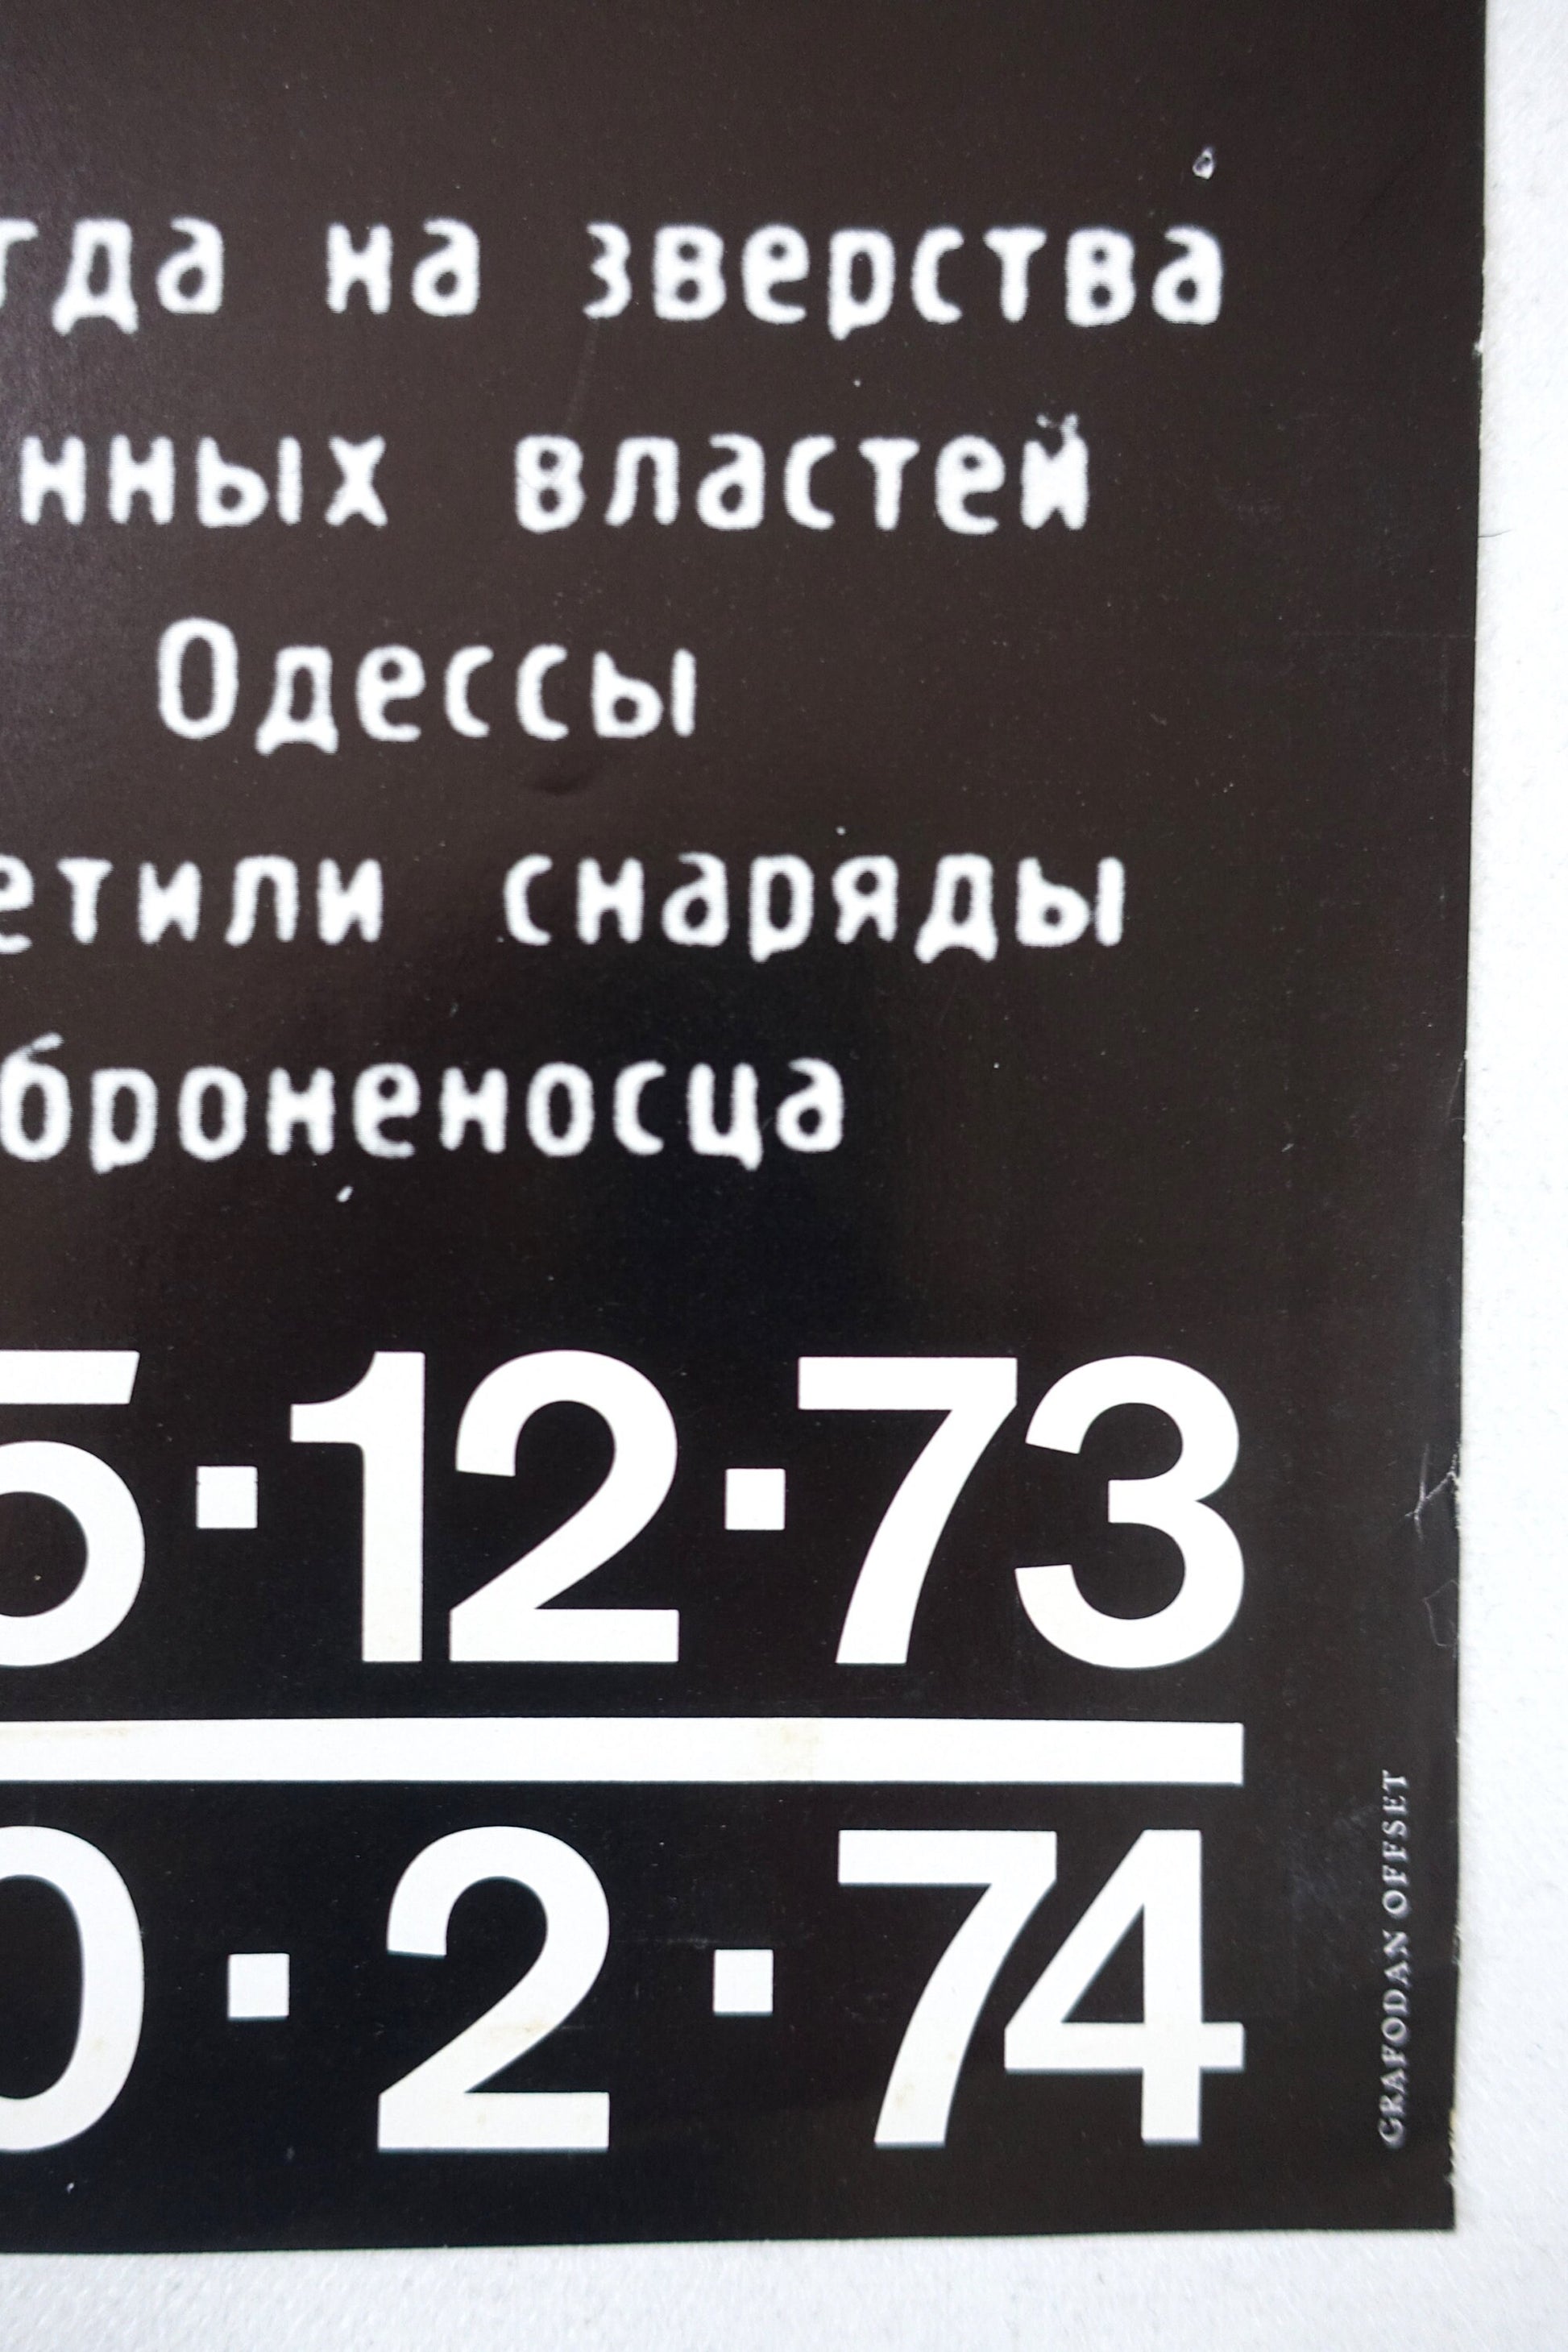 гда на зверства
нных властей
Одессы
етили снаряды
броненосца
5·12·73
0·2·74
GRAFODAN OFFSET